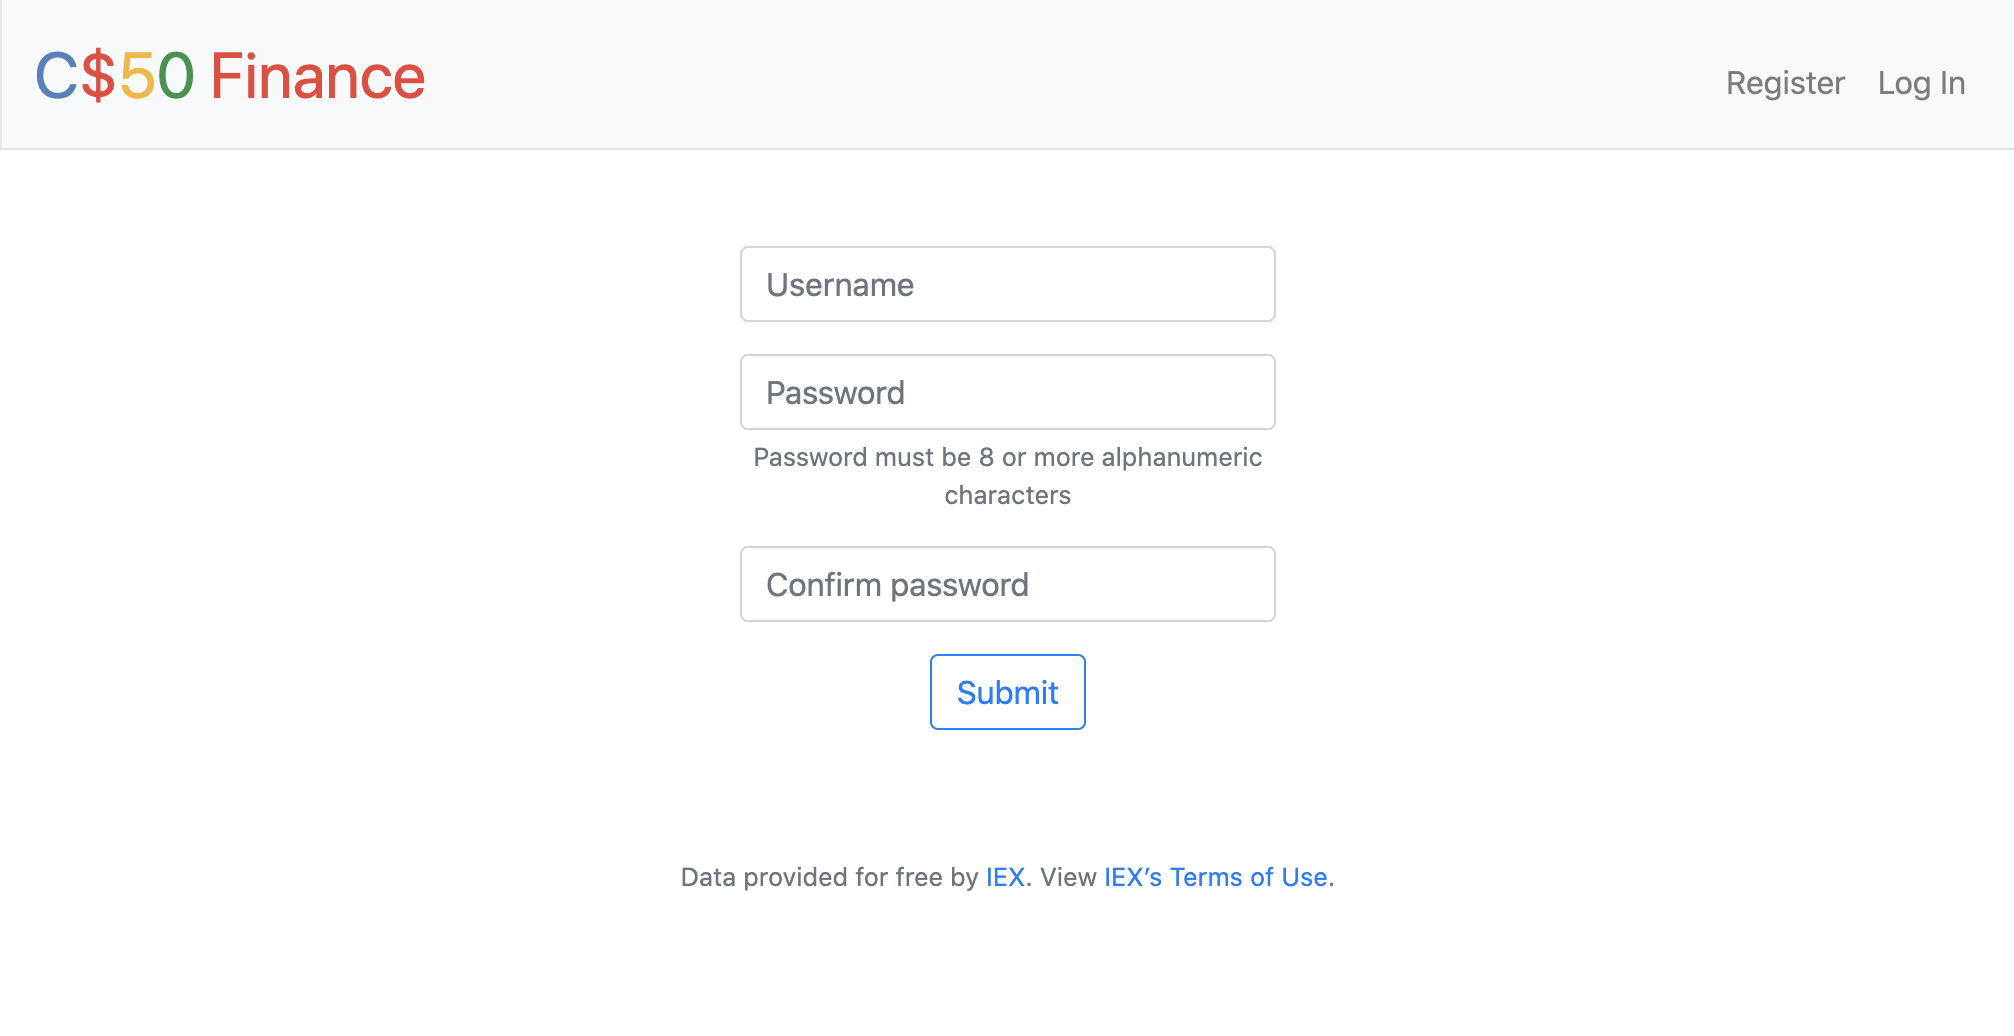 C$50 Finance
Register Log In
Username
Password
Password must be 8 or more alphanumeric
characters
Confirm password
Submit
Data provided for free by IEX. View IEX’s Terms of Use.